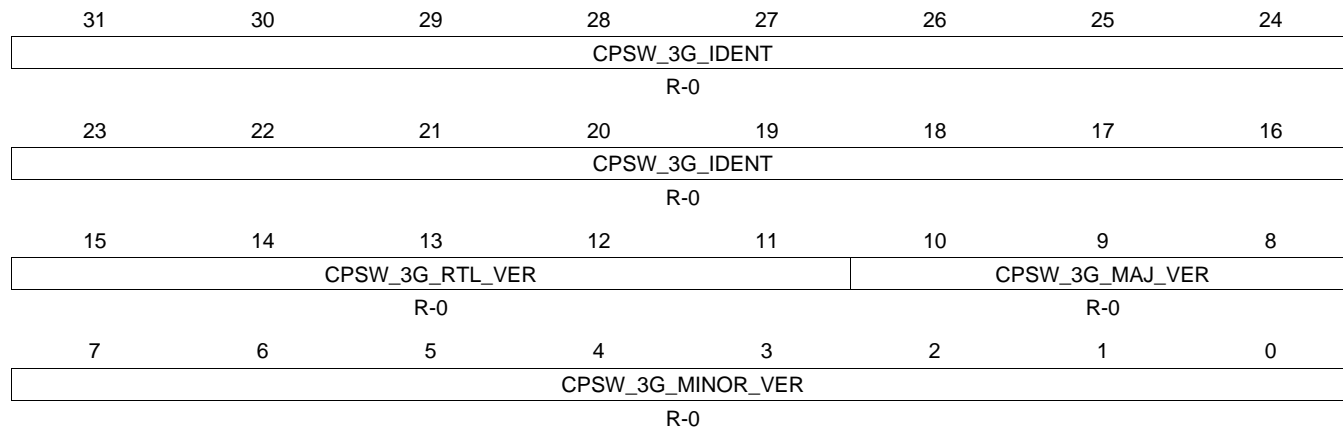 31 30 29 28 27 26 25 24
CPSW_3G_IDENT
R-0
23 22 21 20 19 18 17 16
CPSW_3G_IDENT
R-0
15 14 13 12 11 10 9 8
CPSW_3G_RTL_VER CPSW_3G_MAJ_VER
R-0 R-0
7 6 5 4 3 2 1 0
CPSW_3G_MINOR_VER
R-0